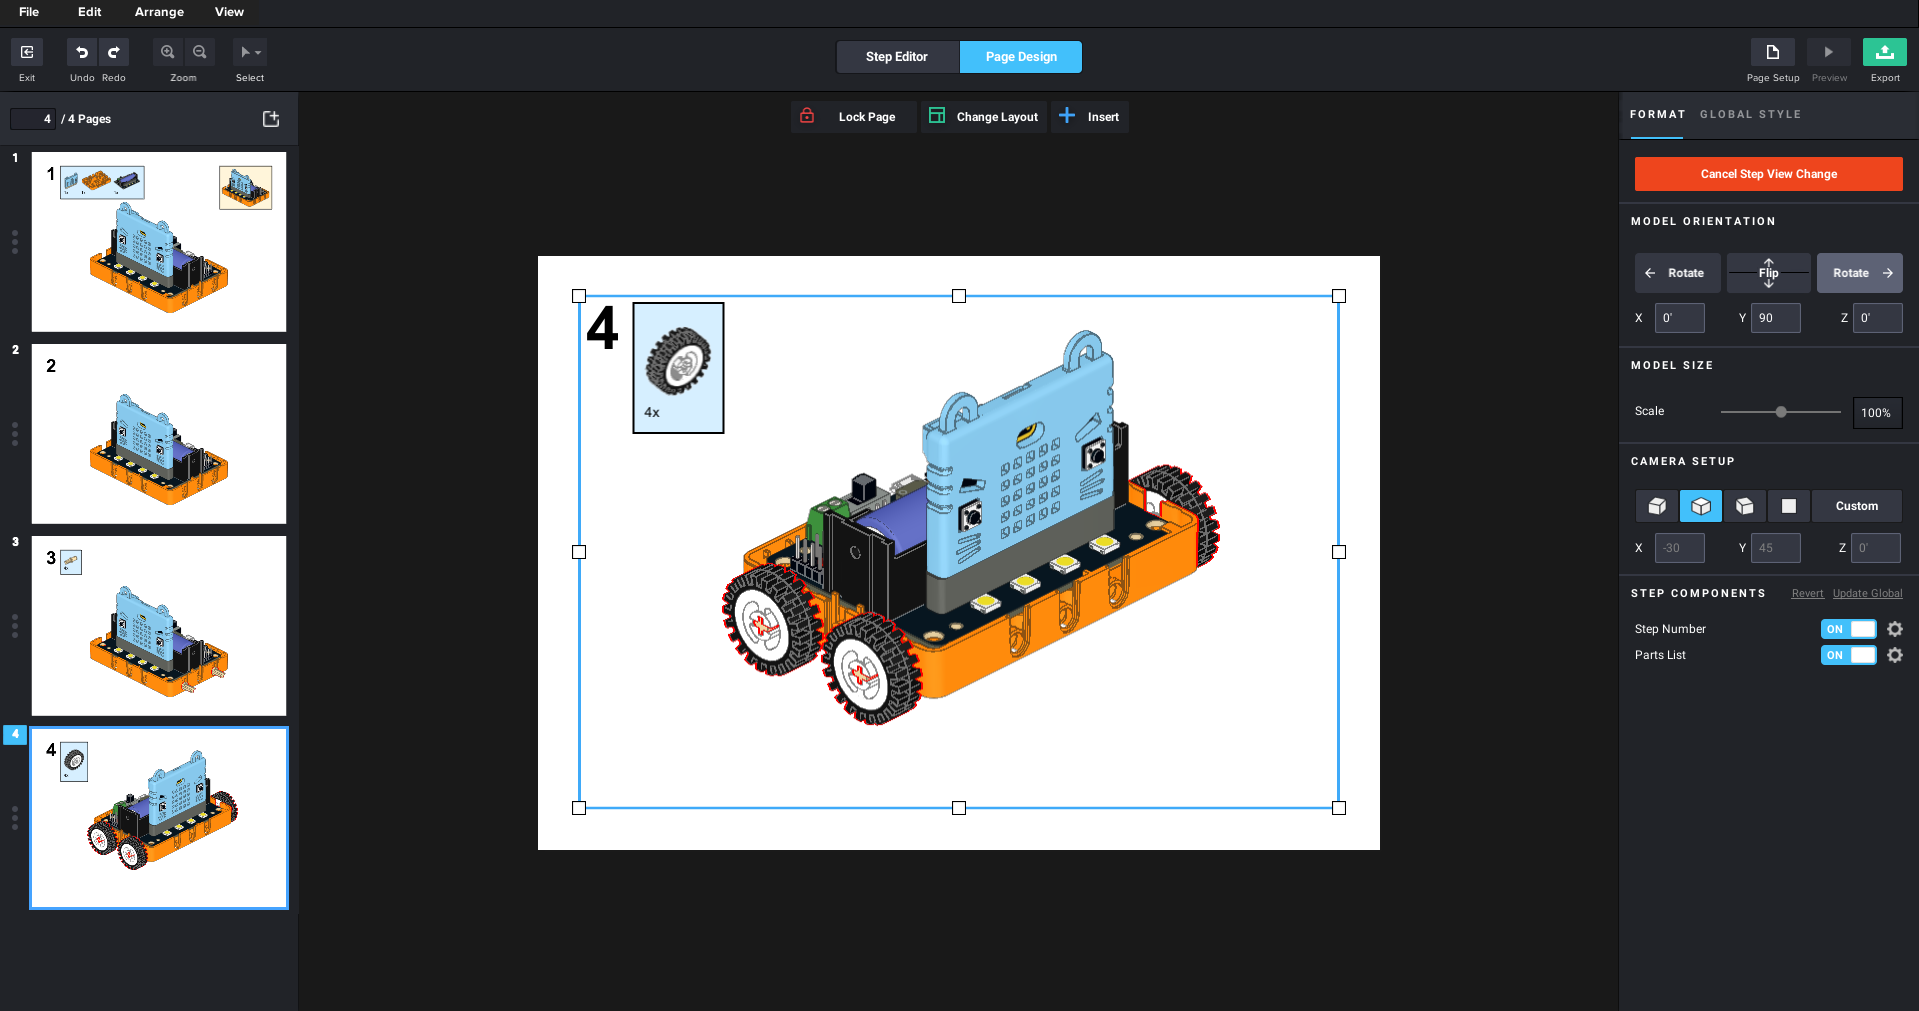 File Edit Arrange View
Exit Undo Redo Zoom Select
Step Editor Page Design
Page Setup Preview Export
4 / 4 Pages
Lock Page Change Layout Insert
FORMAT GLOBAL STYLE
1
1
2
2
3
3
4
4
4
4x
Cancel Step View Change
MODEL ORIENTATION
Rotate Flip Rotate
X 0' Y 90 Z 0'
MODEL SIZE
Scale 100%
CAMERA SETUP
Custom
X -30 Y 45 Z 0'
STEP COMPONENTS Revert Update Global
Step Number ON
Parts List ON